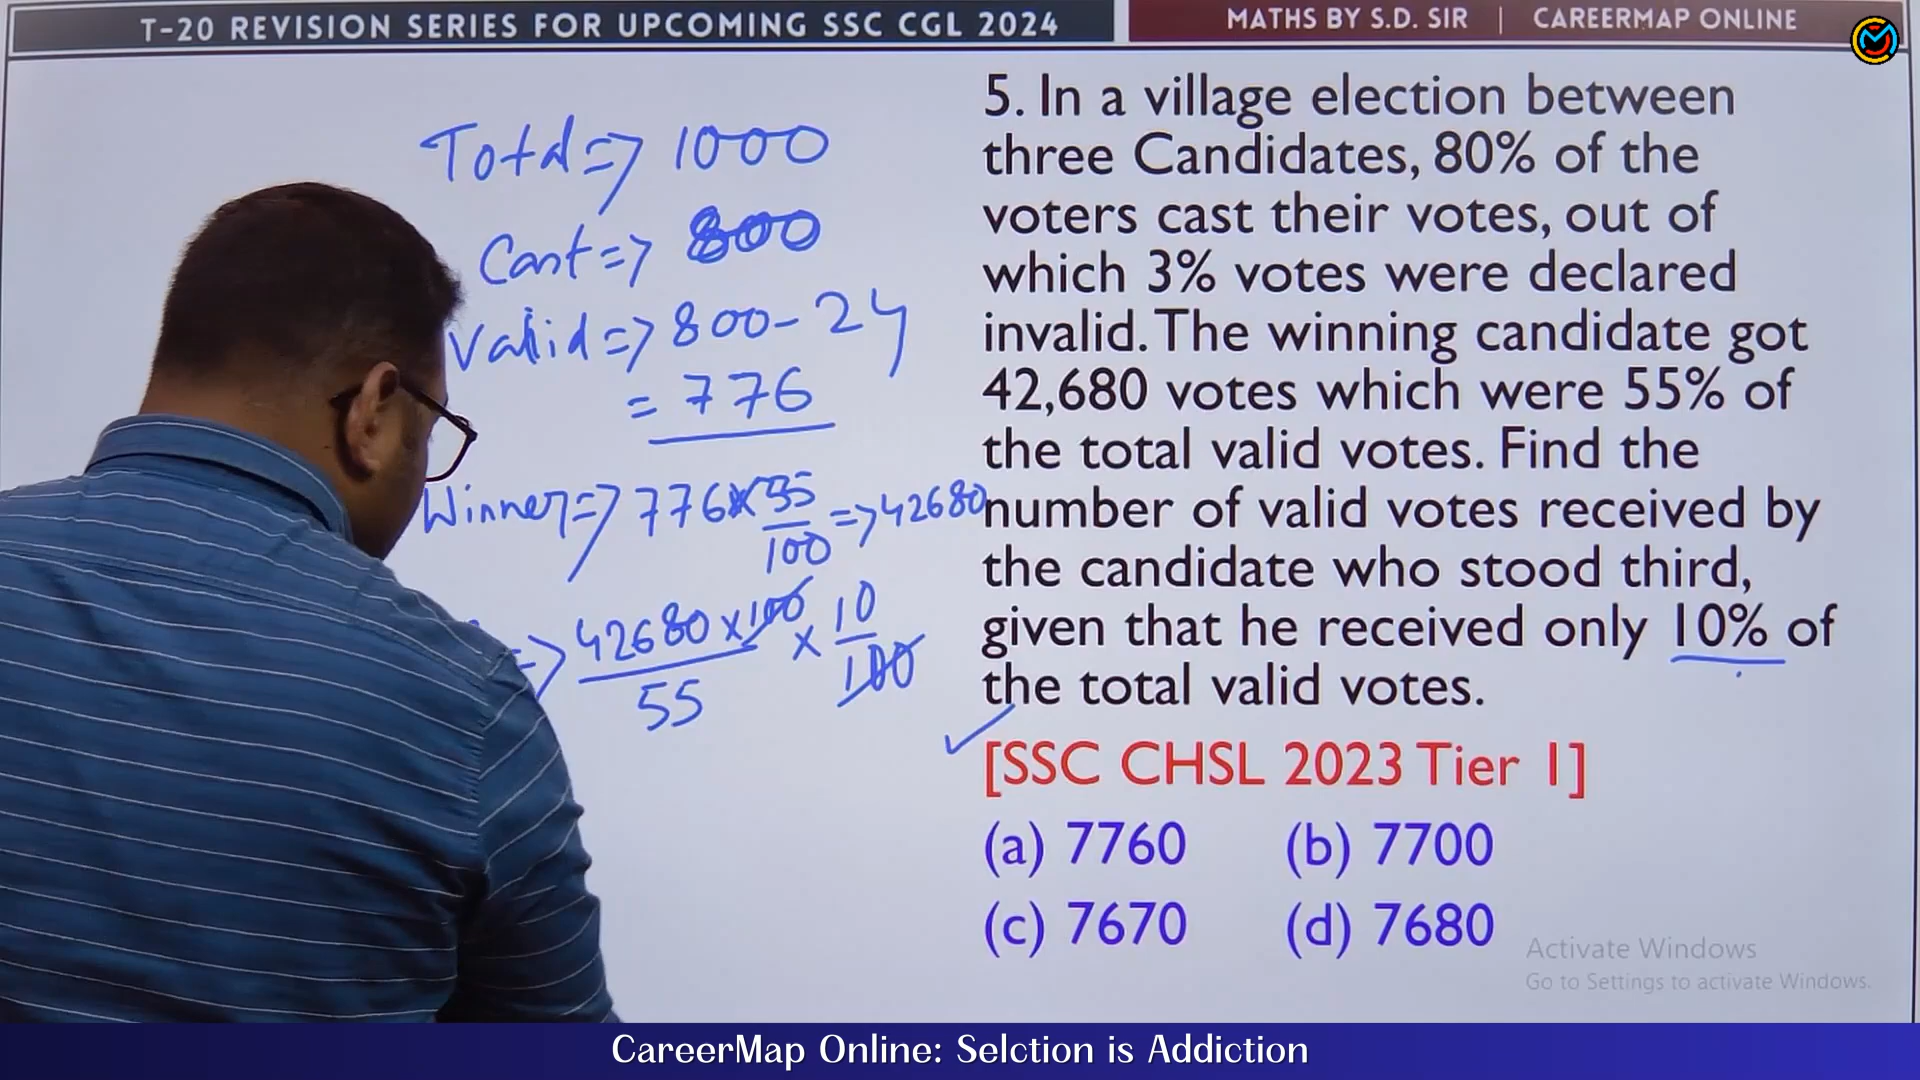 T-20 REVISION SERIES FOR UPCOMING SSC CGL 2024
MATHS BY S.D. SIR | CAREERMAP ONLINE
5. In a village election between
three Candidates, 80% of the
voters cast their votes, out of
which 3% votes were declared
invalid. The winning candidate got
42,680 votes which were 55% of
the total valid votes. Find the
number of valid votes received by
the candidate who stood third,
given that he received only 10% of
the total valid votes.
[SSC CHSL 2023 Tier 1]
(a) 7760 (b) 7700
(c) 7670 (d) 7680
Total => 1000
Cast => 800
Valid => 800-24
= 776
Winner => 776 x 55/100 => 42680
=> 42680 x 100/55 x 10/100
Activate Windows
Go to Settings to activate Windows.
CareerMap Online: Selction is Addiction